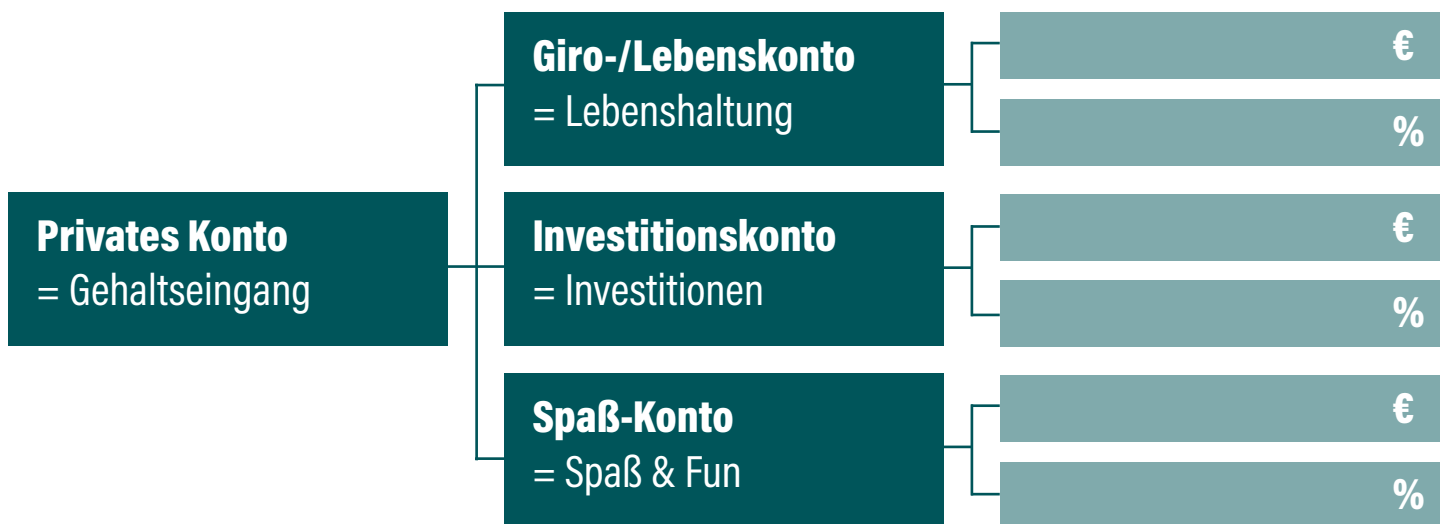 Privates Konto
= Gehaltseingang
Giro-/Lebenskonto
= Lebenshaltung
€
%
Investitionskonto
= Investitionen
€
%
Spaß-Konto
= Spaß & Fun
€
%